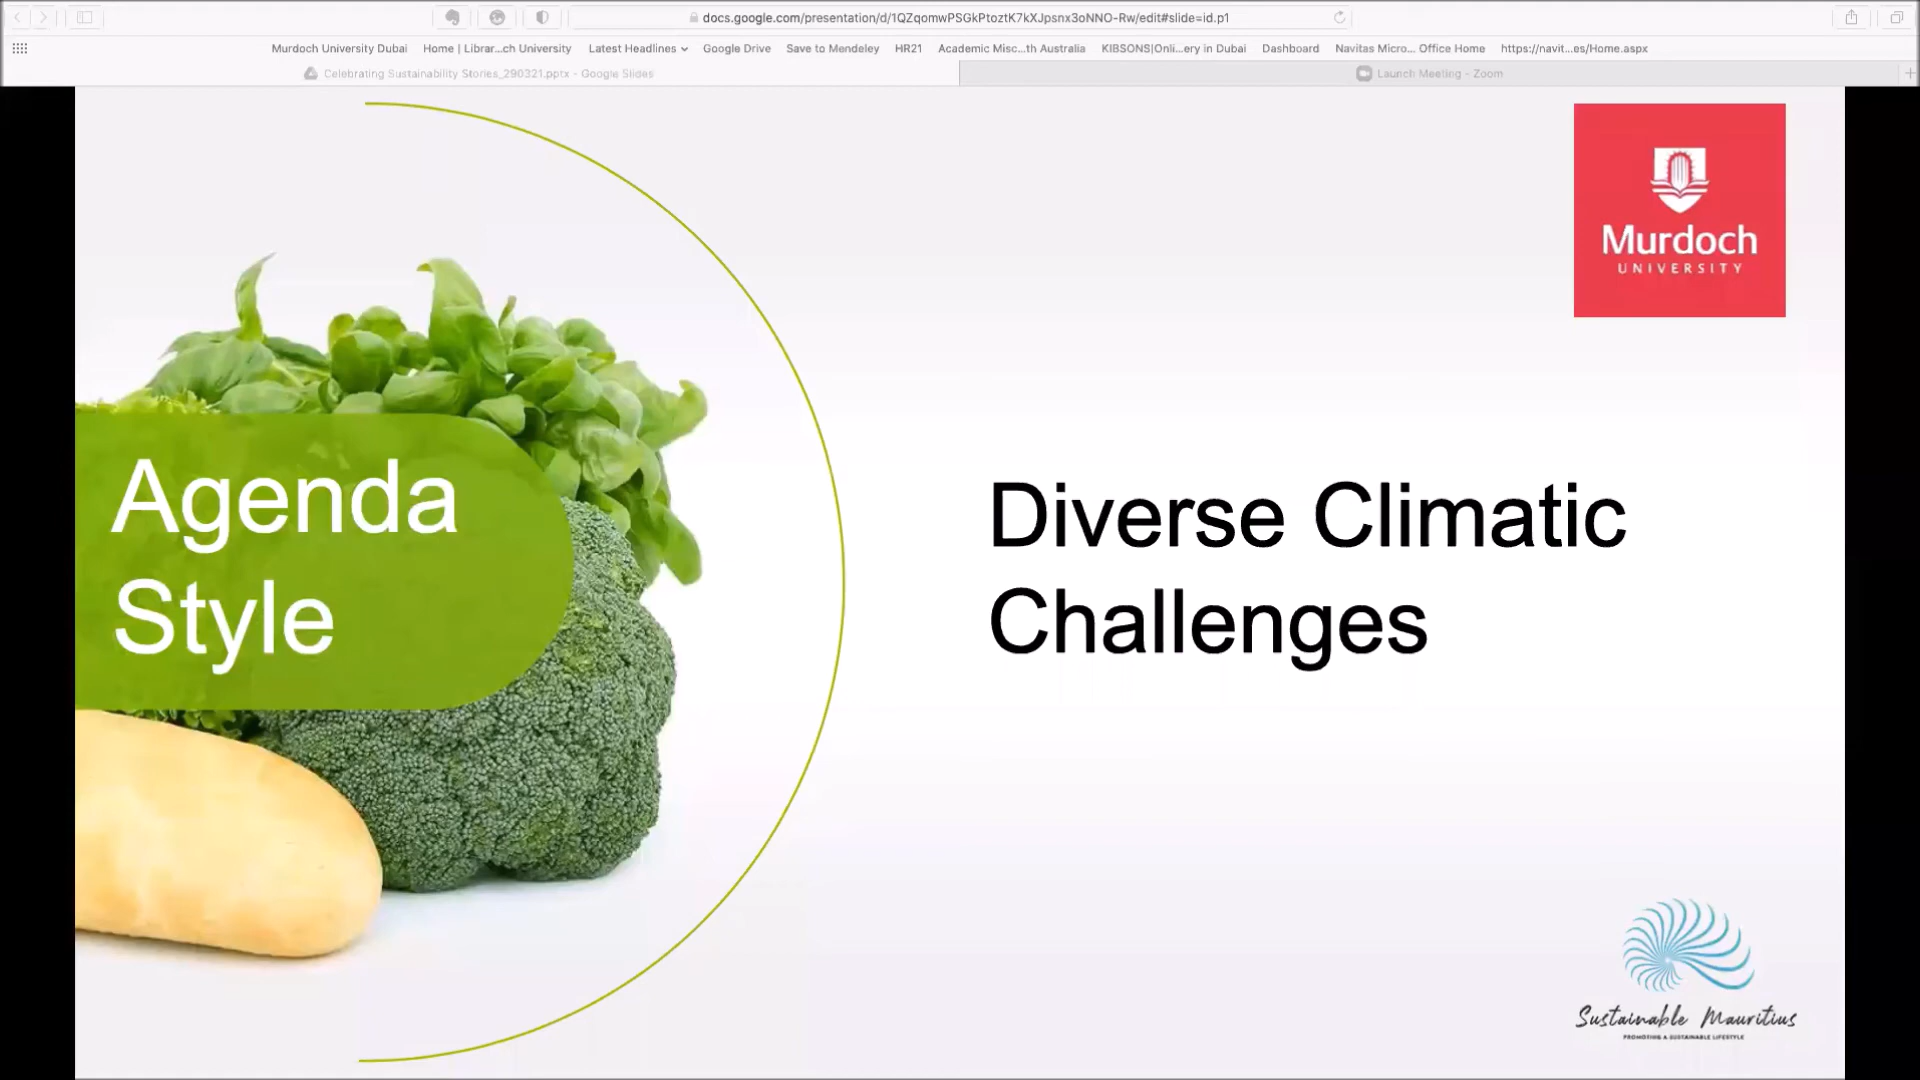 docs.google.com/presentation/d/1QZqomwPSGkPtoztK7kXJpsnx3oNNO-Rw/edit#slide=id.p1
Murdoch University Dubai
Home | Librar...ch University
Latest Headlines
Google Drive
Save to Mendeley
HR21
Academic Misc...th Australia
KIBSONS|Onli...ery in Dubai
Dashboard
Navitas Micro... Office Home
https://navit...es/Home.aspx
Celebrating Sustainability Stories_290321.pptx - Google Slides
Launch Meeting - Zoom
Murdoch
UNIVERSITY
Agenda
Style
Diverse Climatic
Challenges
Sustainable Mauritius
PROMOTING A SUSTAINABLE LIFESTYLE